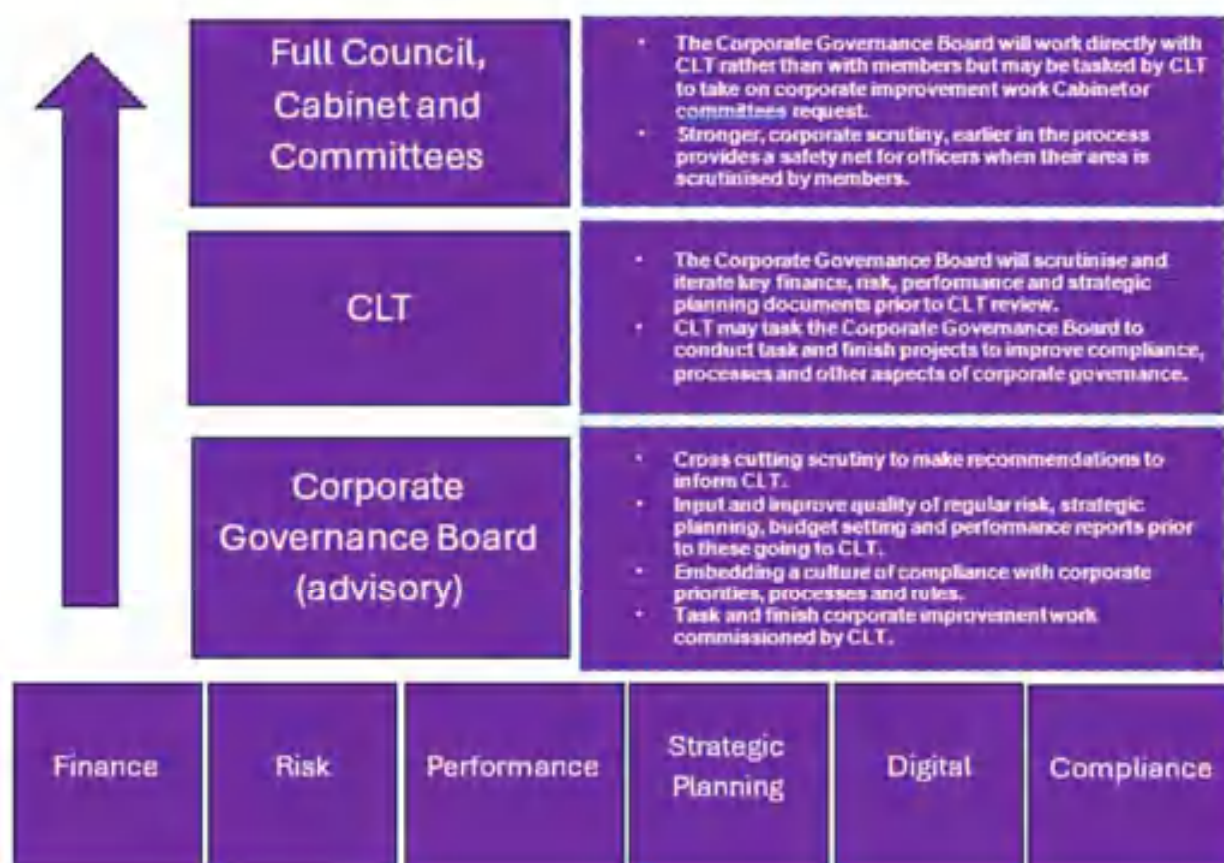 Full Council,
Cabinet and
Committees
• The Corporate Governance Board will work directly with
CLT rather than with members but may be tasked by CLT
to take on corporate improvement work Cabinet or
committees request.
• Stronger, corporate scrutiny, earlier in the process
provides a safety net for officers when their area is
scrutinised by members.
CLT
• The Corporate Governance Board will scrutinise and
iterate key finance, risk, performance and strategic
planning documents prior to CLT review.
• CLT may task the Corporate Governance Board to
conduct task and finish projects to improve compliance,
processes and other aspects of corporate governance.
Corporate
Governance Board
(advisory)
• Cross cutting scrutiny to make recommendations to
inform CLT.
• Input and improve quality of regular risk, strategic
planning, budget setting and performance reports prior
to these going to CLT.
• Embedding a culture of compliance with corporate
priorities, processes and rules.
• Task and finish corporate improvement work
commissioned by CLT.
Finance
Risk
Performance
Strategic
Planning
Digital
Compliance